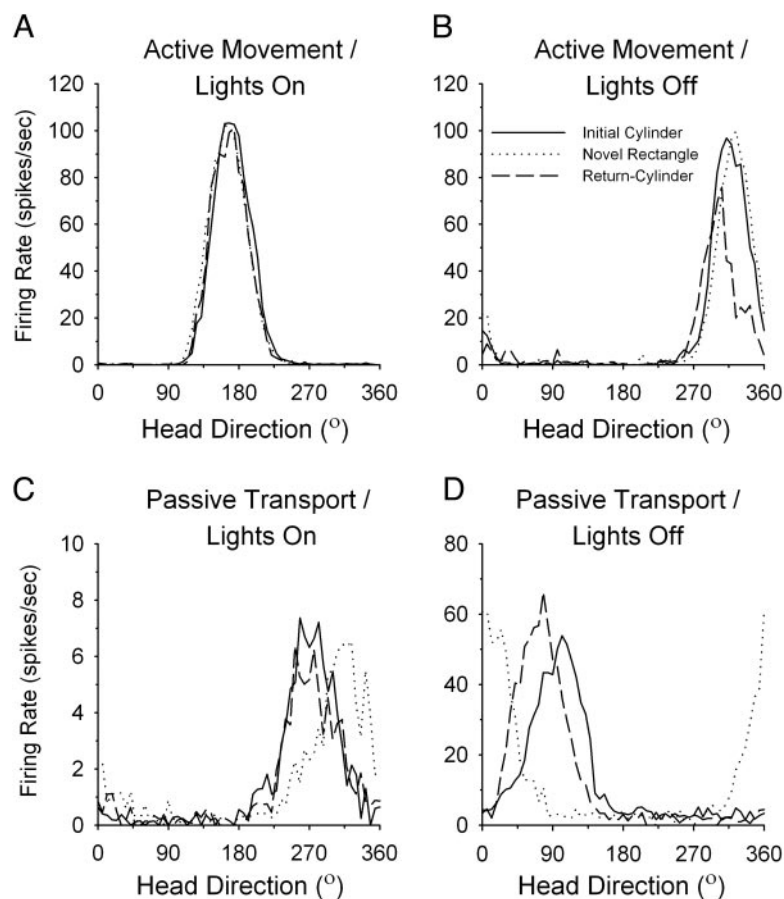 A
Active Movement /
Lights On
Firing Rate (spikes/sec)
120
100
80
60
40
20
0
0 90 180 270 360
Head Direction (º)
B
Active Movement /
Lights Off
120
100
80
60
40
20
0
Initial Cylinder
Novel Rectangle
Return-Cylinder
0 90 180 270 360
Head Direction (º)
C
Passive Transport /
Lights On
Firing Rate (spikes/sec)
10
8
6
4
2
0
0 90 180 270 360
Head Direction (º)
D
Passive Transport /
Lights Off
80
60
40
20
0
0 90 180 270 360
Head Direction (º)